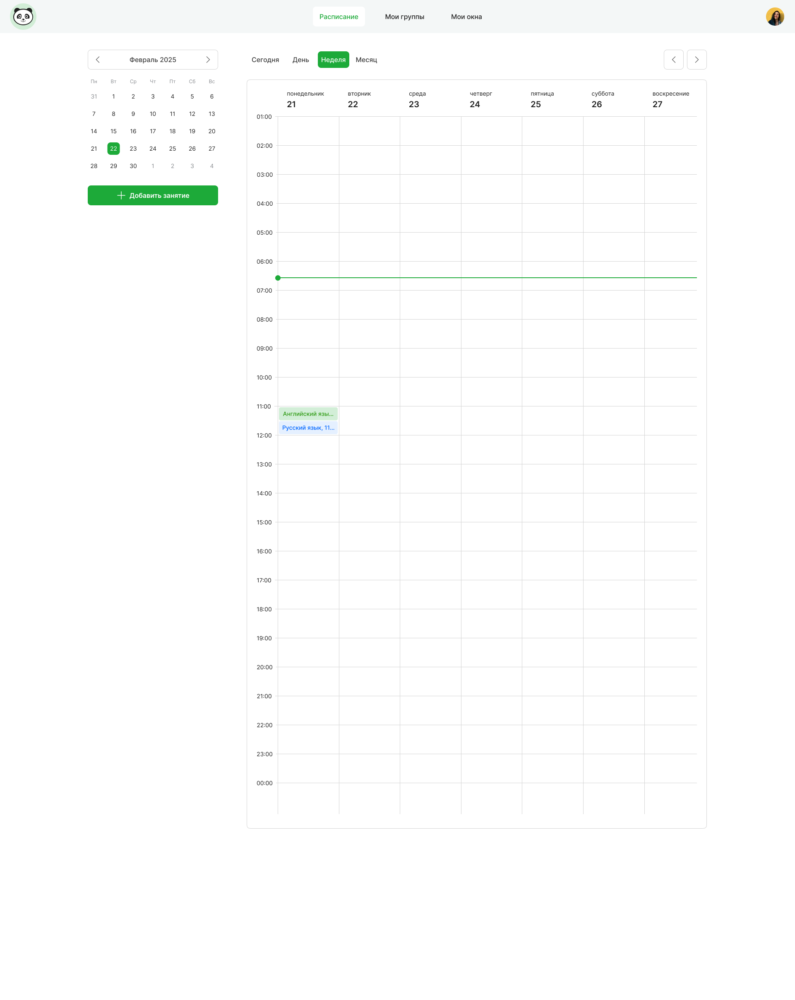 Расписание Мои группы Мои окна
Февраль 2025
Пн Вт Ср Чт Пт Сб Вс
31 1 2 3 4 5 6
7 8 9 10 11 12 13
14 15 16 17 18 19 20
21 22 23 24 25 26 27
28 29 30 1 2 3 4
Добавить занятие
Сегодня День Неделя Месяц
понедельник вторник среда четверг пятница суббота воскресение
21 22 23 24 25 26 27
01:00
02:00
03:00
04:00
05:00
06:00
07:00
08:00
09:00
10:00
11:00
Английский язы...
Русский язык, 11...
12:00
13:00
14:00
15:00
16:00
17:00
18:00
19:00
20:00
21:00
22:00
23:00
00:00